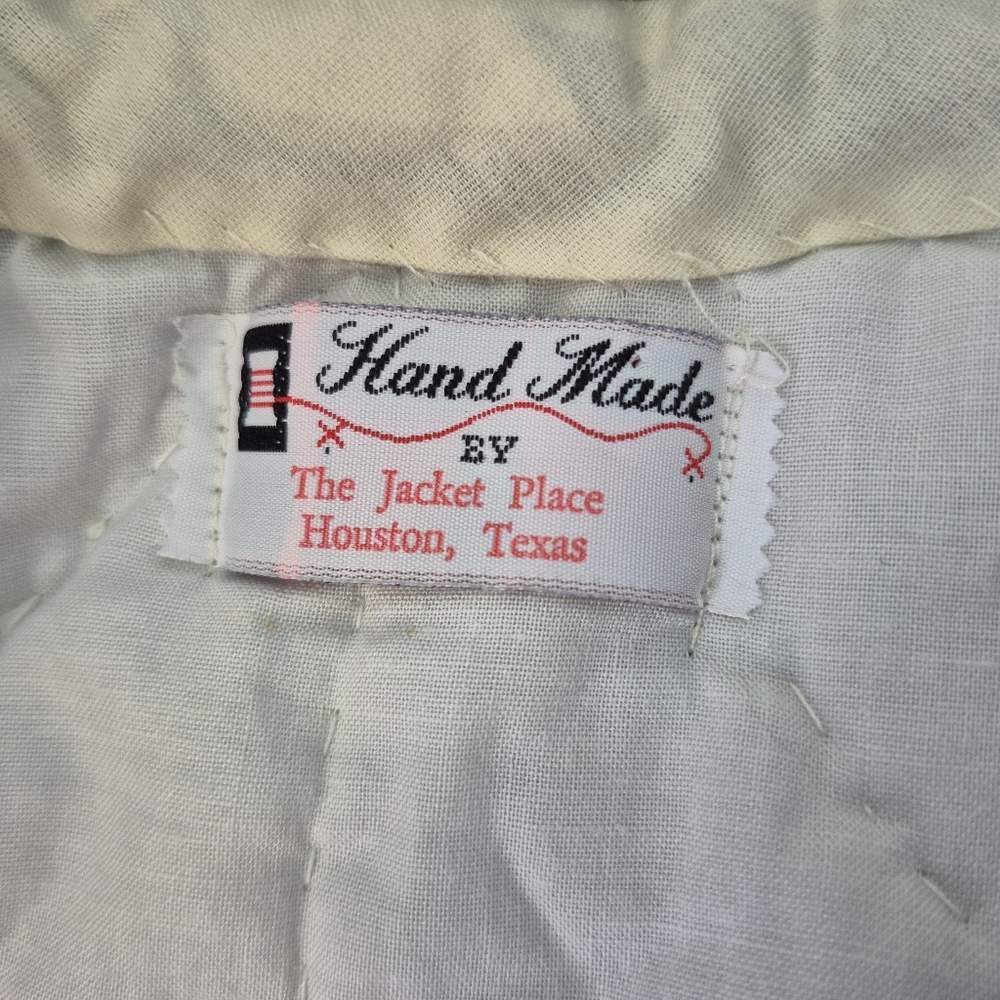 Hand Made
BY
The Jacket Place
Houston, Texas